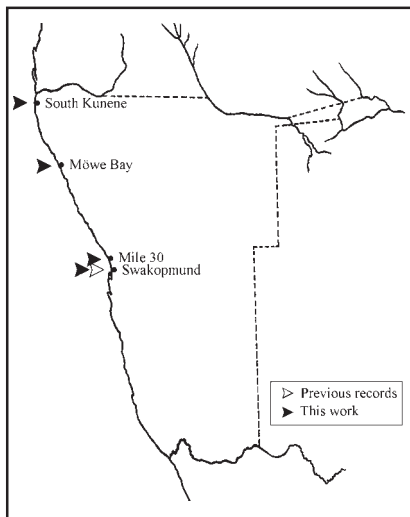 South Kunene
Möwe Bay
Mile 30
Swakopmund
Previous records
This work